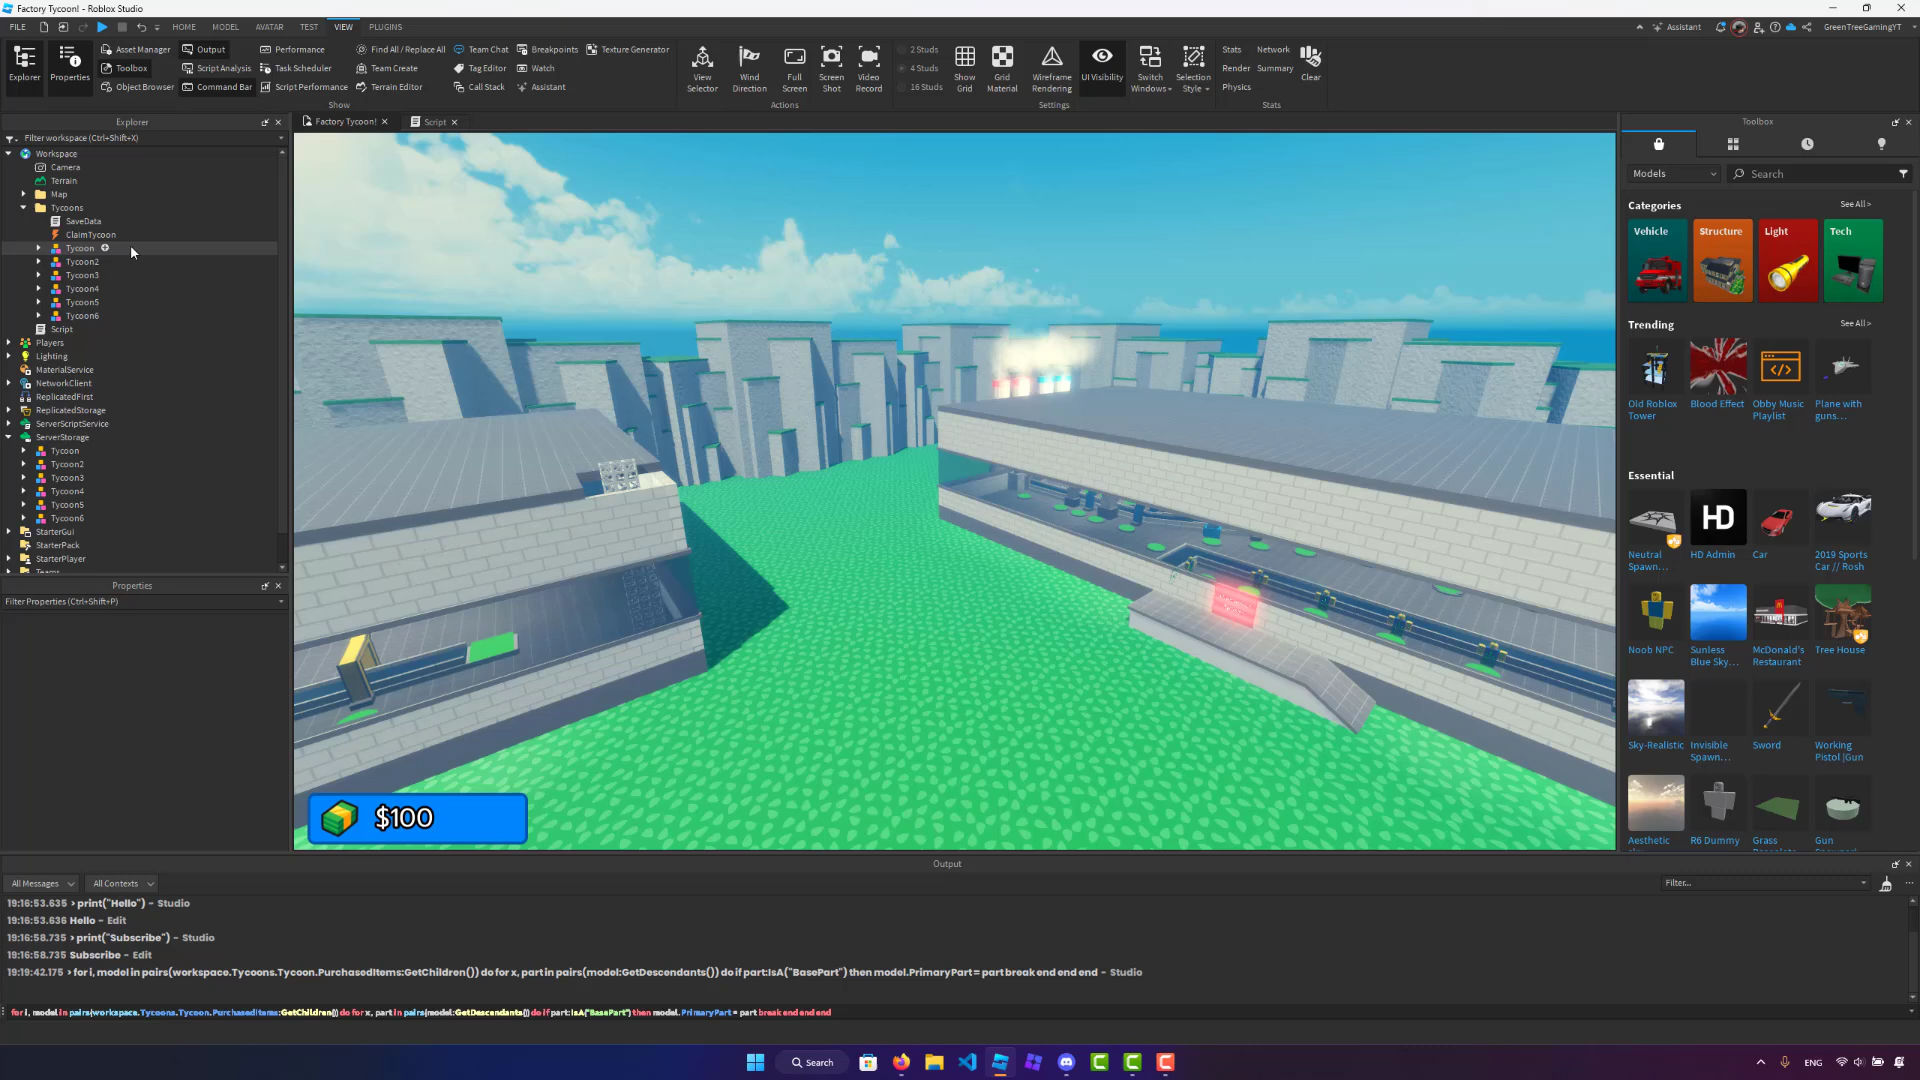 Factory Tycoon! - Roblox Studio
FILE HOME MODEL AVATAR TEST VIEW PLUGINS
Assistant
GreenTreeGamingYT
Explorer
Properties
Asset Manager
Toolbox
Object Browser
Output
Script Analysis
Command Bar
Performance
Task Scheduler
Script Performance
Find All / Replace All
Team Create
Terrain Editor
Team Chat
Tag Editor
Call Stack
Breakpoints
Watch
Assistant
Texture Generator
Show
View Selector
Wind Direction
Full Screen
Screen Shot
Video Record
Actions
2 Studs
4 Studs
16 Studs
Show Grid
Grid Material
Wireframe Rendering
UI Visibility
Switch Windows
Selection Style
Settings
Stats
Render
Physics
Network
Summary
Clear
Stats
Explorer
Filter workspace (Ctrl+Shift+X)
Workspace
Camera
Terrain
Map
Tycoons
SaveData
ClaimTycoon
Tycoon
Tycoon2
Tycoon3
Tycoon4
Tycoon5
Tycoon6
Script
Players
Lighting
MaterialService
NetworkClient
ReplicatedFirst
ReplicatedStorage
ServerScriptService
ServerStorage
Tycoon
Tycoon2
Tycoon3
Tycoon4
Tycoon5
Tycoon6
StarterGui
StarterPack
StarterPlayer
Teams
Properties
Filter Properties (Ctrl+Shift+P)
Factory Tycoon!
Script
$100
Toolbox
Models
Search
Categories
See All >
Vehicle
Structure
Light
Tech
Trending
See All >
Old Roblox Tower
Blood Effect
Obby Music Playlist
Plane with guns...
Essential
HD
Neutral Spawn...
HD Admin
Car
2019 Sports Car // Rosh
Noob NPC
Sunless Blue Sky...
McDonald's Restaurant
Tree House
Sky-Realistic
Invisible Spawn...
Sword
Working Pistol |Gun
Aesthetic
R6 Dummy
Grass
Gun
Output
All Messages
All Contexts
Filter...
19:16:53.635 > print("Hello") - Studio
19:16:53.636 Hello - Edit
19:16:58.735 > print("Subscribe") - Studio
19:16:58.735 Subscribe - Edit
19:19:42.175 > for i, model in pairs(workspace.Tycoons.Tycoon.PurchasedItems:GetChildren()) do for x, part in pairs(model:GetDescendants()) do if part:IsA("BasePart") then model.PrimaryPart = part break end end end - Studio
for i, model in pairs(workspace.Tycoons.Tycoon.PurchasedItems:GetChildren()) do for x, part in pairs(model:GetDescendants()) do if part:IsA("BasePart") then model.PrimaryPart = part break end end end
Search
ENG